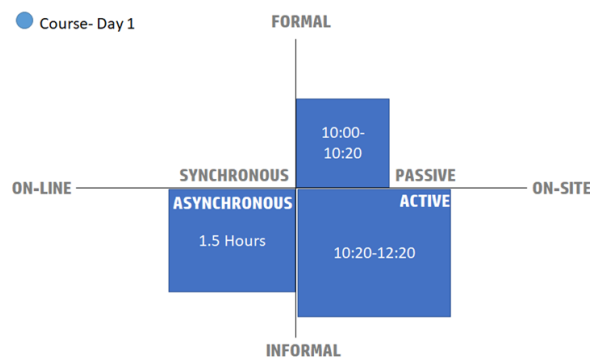 Course- Day 1
FORMAL
10:00-
10:20
SYNCHRONOUS
PASSIVE
ON-LINE
ON-SITE
ASYNCHRONOUS
ACTIVE
1.5 Hours
10:20-12:20
INFORMAL